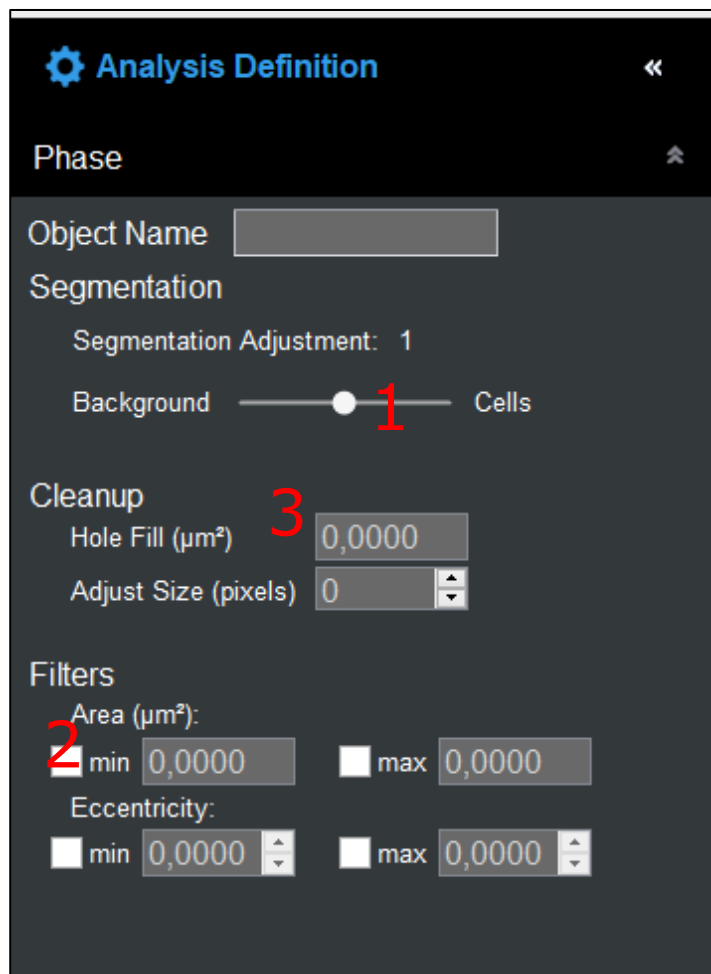 Analysis Definition «
Phase
Object Name
Segmentation
Segmentation Adjustment: 1
Background 1 Cells
Cleanup
3
Hole Fill (µm²) 0,0000
Adjust Size (pixels) 0
Filters
Area (µm²):
2
min 0,0000 max 0,0000
Eccentricity:
min 0,0000 max 0,0000